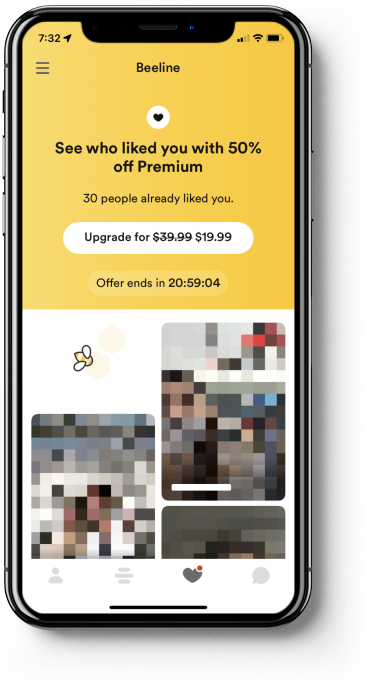 7:32
Beeline
See who liked you with 50%
off Premium
30 people already liked you.
Upgrade for $39.99 $19.99
Offer ends in 20:59:04